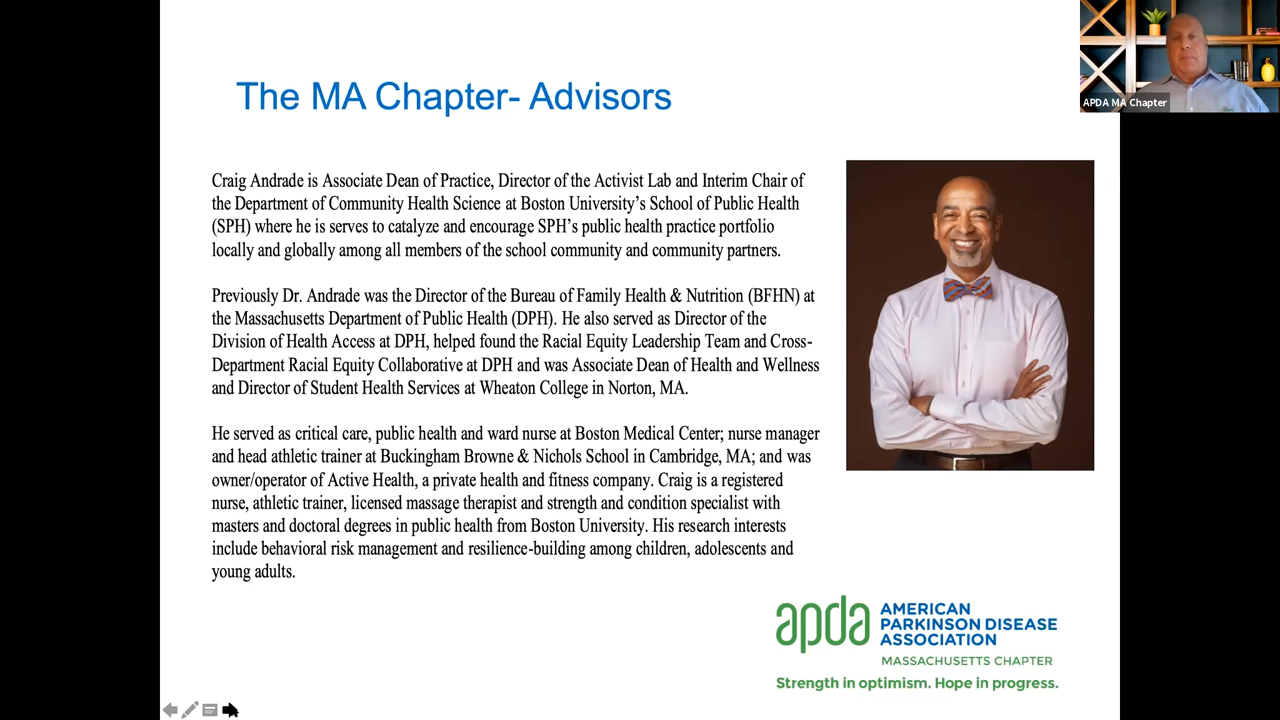 The MA Chapter- Advisors
APDA MA Chapter
Craig Andrade is Associate Dean of Practice, Director of the Activist Lab and Interim Chair of
the Department of Community Health Science at Boston University’s School of Public Health
(SPH) where he is serves to catalyze and encourage SPH’s public health practice portfolio
locally and globally among all members of the school community and community partners.
Previously Dr. Andrade was the Director of the Bureau of Family Health & Nutrition (BFHN) at
the Massachusetts Department of Public Health (DPH). He also served as Director of the
Division of Health Access at DPH, helped found the Racial Equity Leadership Team and Cross-
Department Racial Equity Collaborative at DPH and was Associate Dean of Health and Wellness
and Director of Student Health Services at Wheaton College in Norton, MA.
He served as critical care, public health and ward nurse at Boston Medical Center; nurse manager
and head athletic trainer at Buckingham Browne & Nichols School in Cambridge, MA; and was
owner/operator of Active Health, a private health and fitness company. Craig is a registered
nurse, athletic trainer, licensed massage therapist and strength and condition specialist with
masters and doctoral degrees in public health from Boston University. His research interests
include behavioral risk management and resilience-building among children, adolescents and
young adults.
apda
AMERICAN
PARKINSON DISEASE
ASSOCIATION
MASSACHUSETTS CHAPTER
Strength in optimism. Hope in progress.